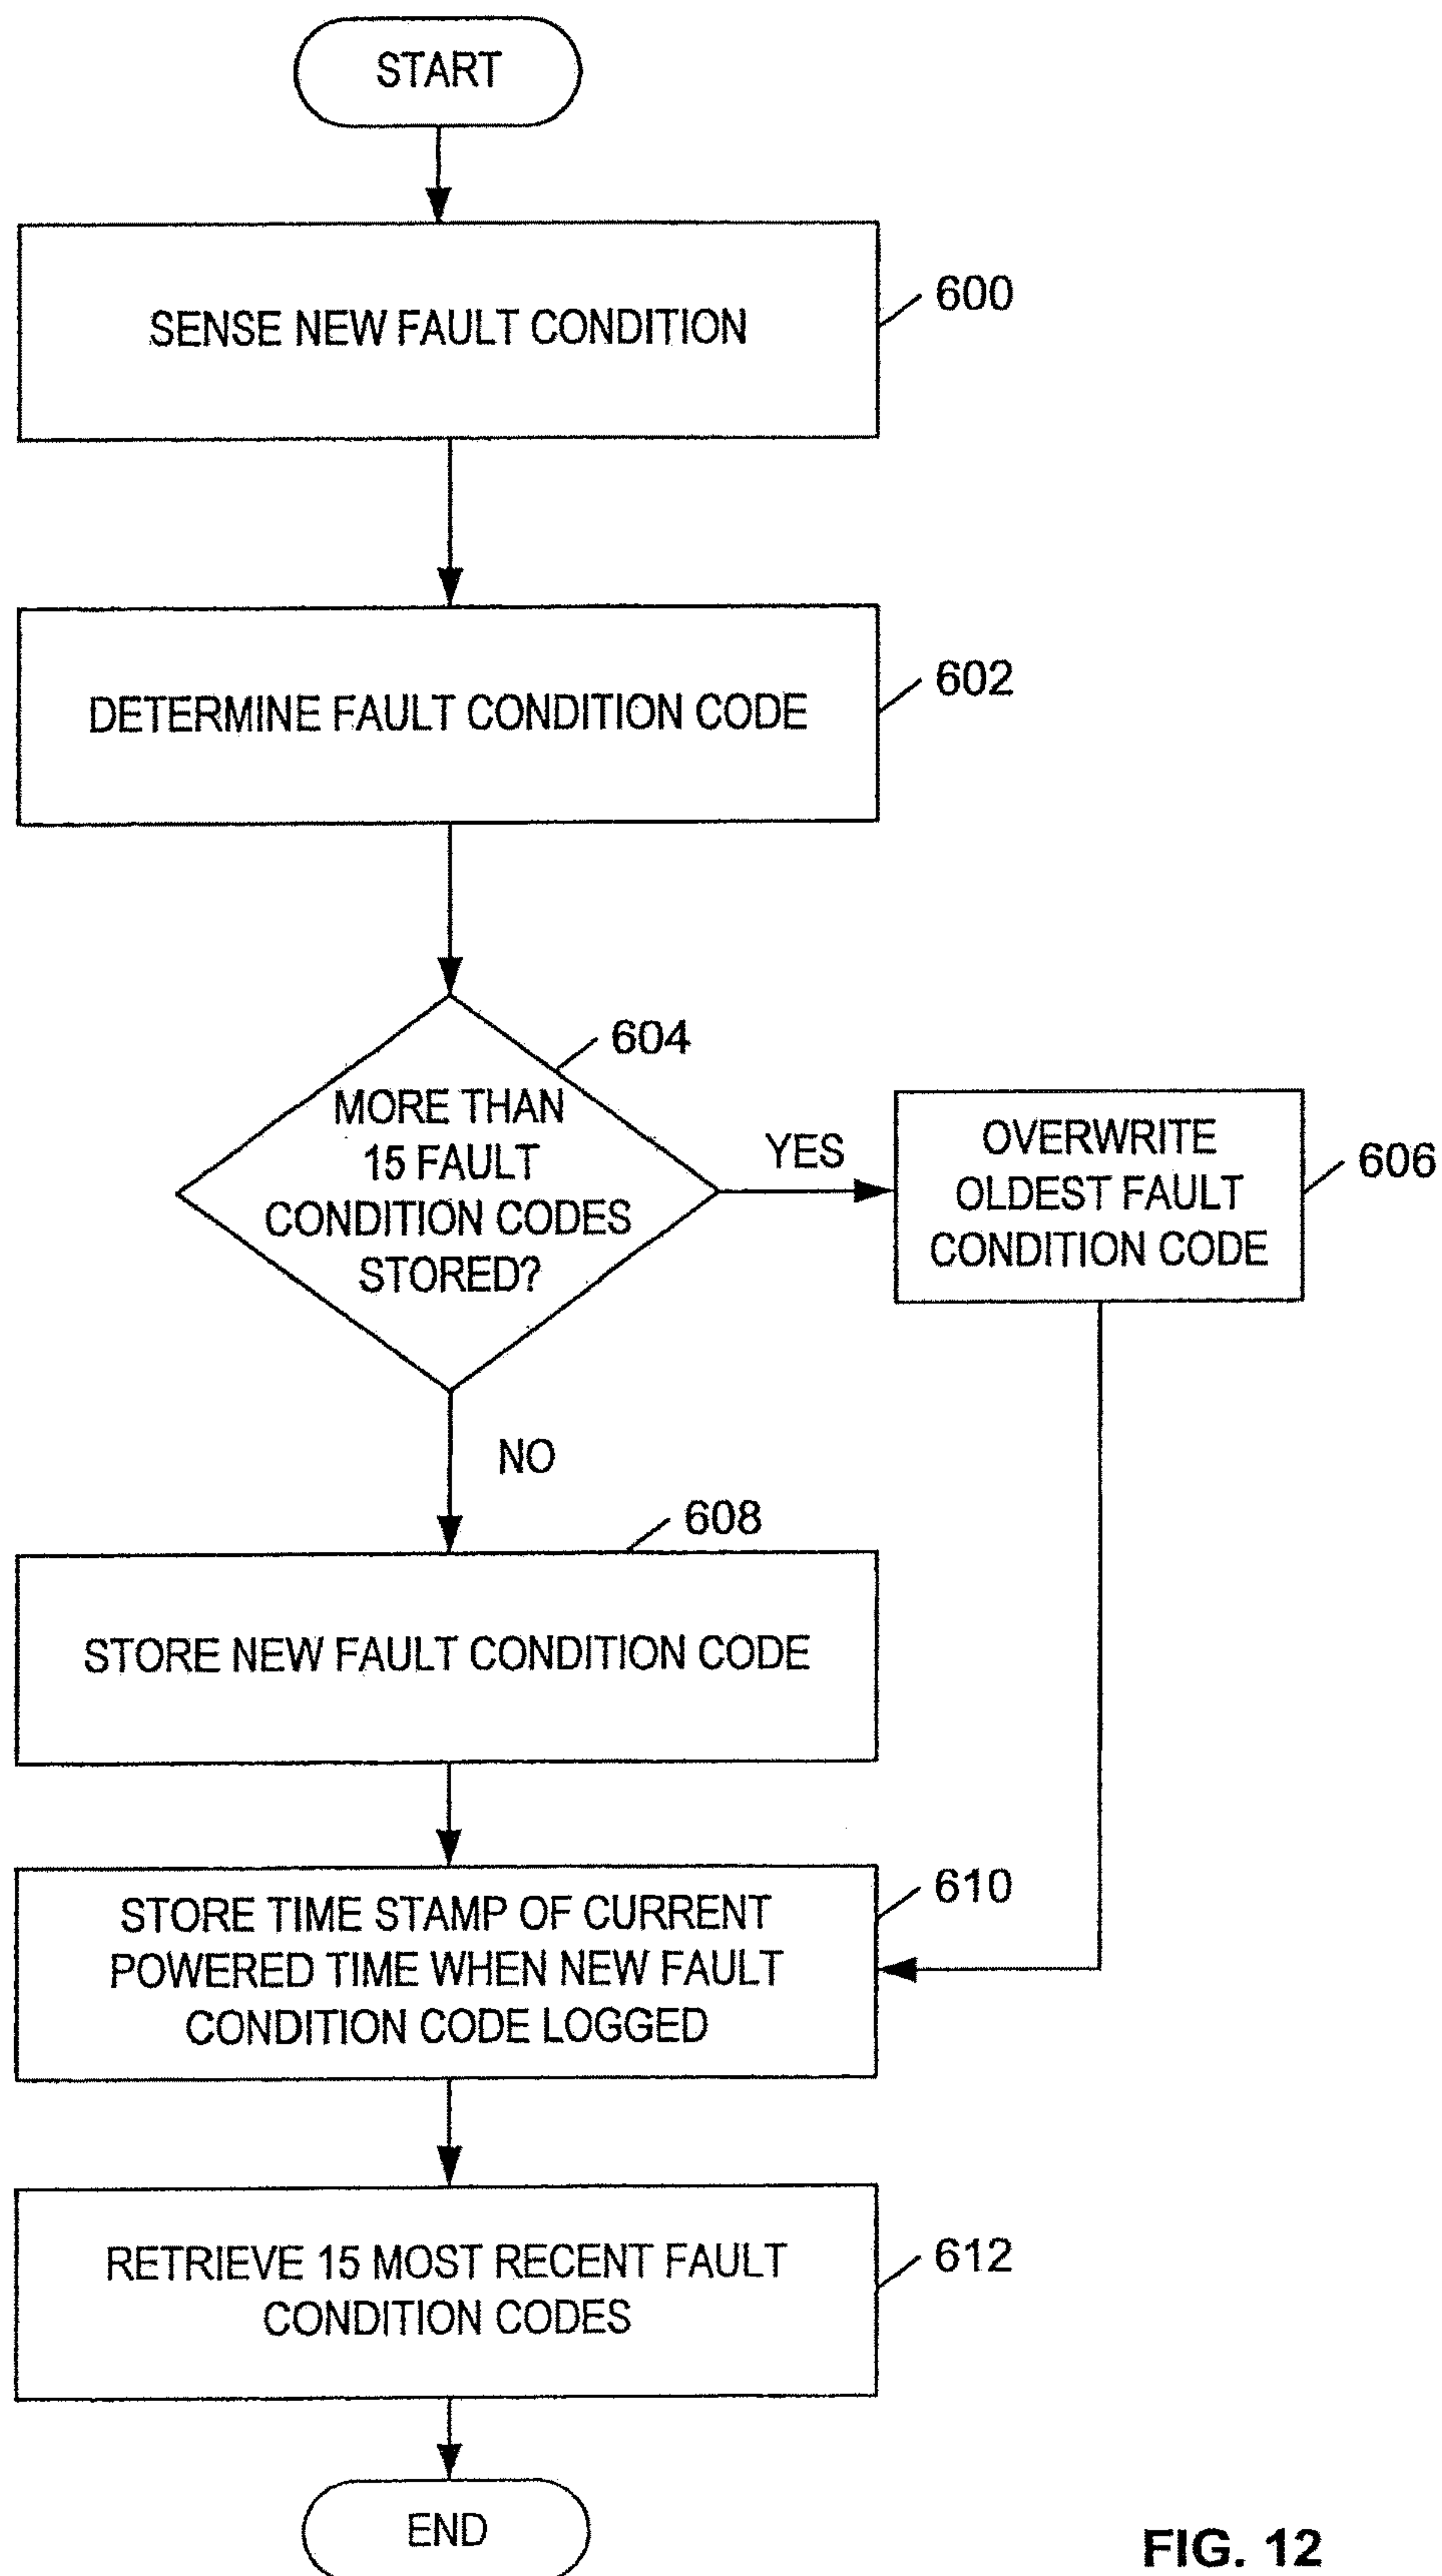 START
SENSE NEW FAULT CONDITION
600
DETERMINE FAULT CONDITION CODE
602
604
MORE THAN
15 FAULT
CONDITION CODES
STORED?
YES
OVERWRITE
OLDEST FAULT
CONDITION CODE
606
NO
608
STORE NEW FAULT CONDITION CODE
STORE TIME STAMP OF CURRENT
POWERED TIME WHEN NEW FAULT
CONDITION CODE LOGGED
610
RETRIEVE 15 MOST RECENT FAULT
CONDITION CODES
612
END
FIG. 12